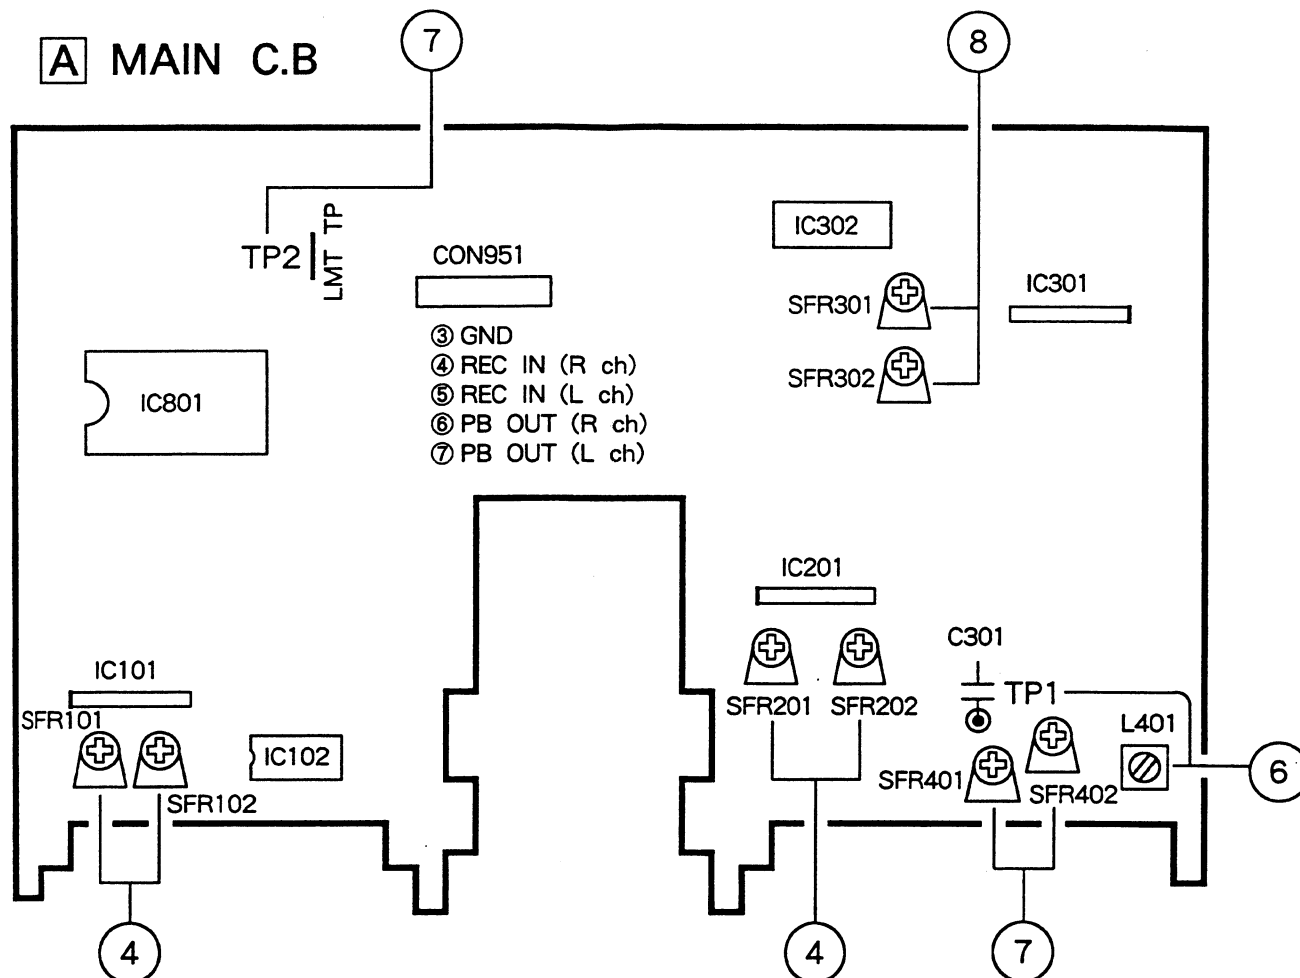 7
8
A MAIN C.B
LMT TP
TP2
CON951
IC302
IC301
SFR301
③ GND
④ REC IN (R ch)
⑤ REC IN (L ch)
⑥ PB OUT (R ch)
⑦ PB OUT (L ch)
SFR302
IC801
IC201
C301
IC101
TP1
SFR101
SFR201
SFR202
L401
IC102
SFR401
6
SFR102
SFR402
4
4
7